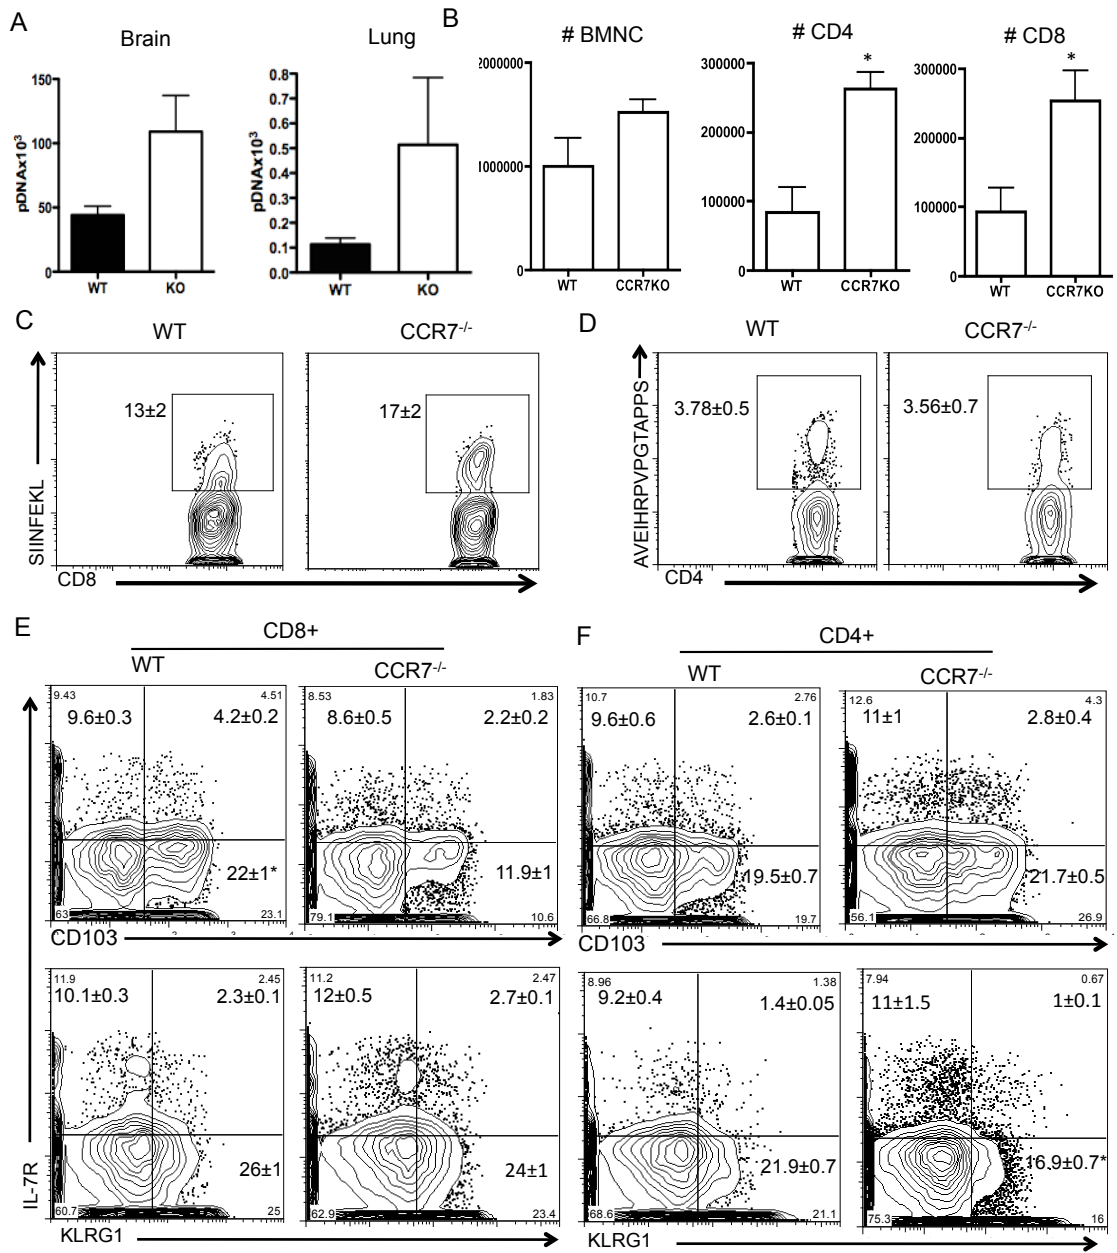 A
Brain
Lung
pDNAx10³
150
100
50
0
WT
KO
pDNAx10³
0.8
0.7
0.6
0.5
0.4
0.3
0.2
0.1
0.0
WT
KO
B
# BMNC
# CD4
# CD8
2000000
1000000
0
WT
CCR7KO
*
300000
200000
100000
0
WT
CCR7KO
*
300000
200000
100000
0
WT
CCR7KO
C
WT
CCR7-/-
SIINFEKL
13±2
17±2
CD8
D
WT
CCR7-/-
AVEIHRPVPGTAPPS
3.78±0.5
3.56±0.7
CD4
E
CD8+
WT
CCR7-/-
9.43
4.51
9.6±0.3
4.2±0.2
22±1*
63
23.1
8.53
1.83
8.6±0.5
2.2±0.2
11.9±1
79.1
10.6
CD103
11.9
2.45
10.1±0.3
2.3±0.1
26±1
60.7
25
11.2
2.47
12±0.5
2.7±0.1
24±1
62.9
23.4
IL-7R
KLRG1
F
CD4+
WT
CCR7-/-
10.7
2.76
9.6±0.6
2.6±0.1
19.5±0.7
66.8
19.7
12.6
4.3
11±1
2.8±0.4
21.7±0.5
56.1
26.9
CD103
8.96
1.38
9.2±0.4
1.4±0.05
21.9±0.7
68.6
21.1
7.94
0.67
11±1.5
1±0.1
16.9±0.7*
75.3
16
KLRG1